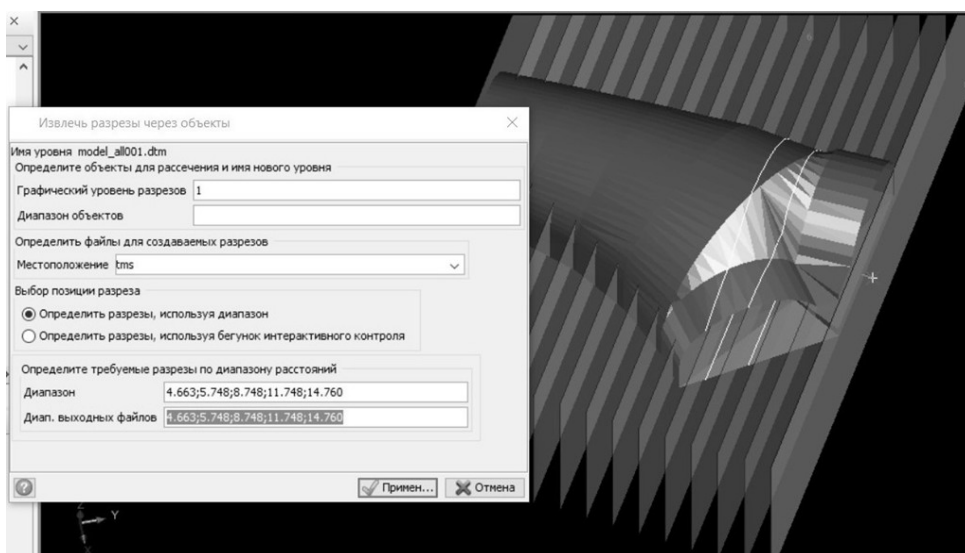 Извлечь разрезы через объекты
Имя уровня model_all001.dtm
Определите объекты для рассечения и имя нового уровня
Графический уровень разрезов 1
Диапазон объектов
Определить файлы для создаваемых разрезов
Местоположение tms
Выбор позиции разреза
Определить разрезы, используя диапазон
Определить разрезы, используя бегунок интерактивного контроля
Определите требуемые разрезы по диапазону расстояний
Диапазон 4.663;5.748;8.748;11.748;14.760
Диап. выходных файлов 4.663;5.748;8.748;11.748;14.760
? Примен... Отмена
Z
Y
X